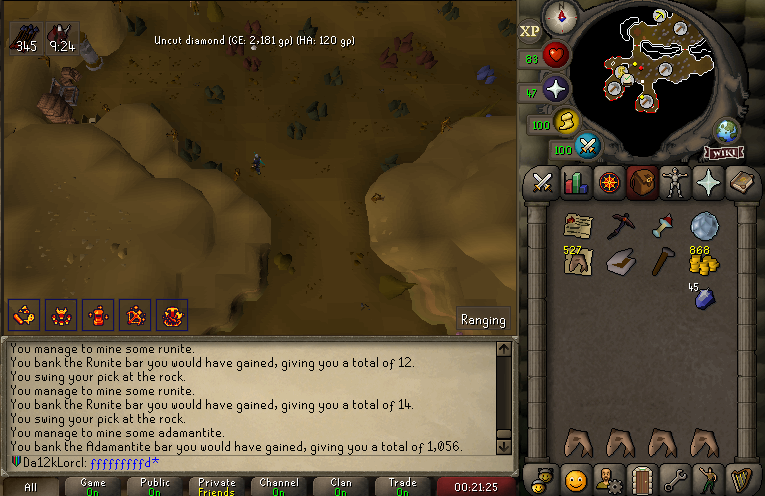 Uncut diamond (GE: 2,181 gp) (HA: 120 gp)
345
9:24
XP
83
47
100
100
WIKI
527
868
45
Ranging
You manage to mine some runite.
You bank the Runite bar you would have gained, giving you a total of 12.
You swing your pick at the rock.
You manage to mine some runite.
You bank the Runite bar you would have gained, giving you a total of 14.
You swing your pick at the rock.
You manage to mine some adamantite.
You bank the Adamantite bar you would have gained, giving you a total of 1,056.
Da12kLorcl: fffffffffd*
All
Game
On
Public
On
Private
Friends
Channel
On
Clan
On
Trade
On
00:21:25